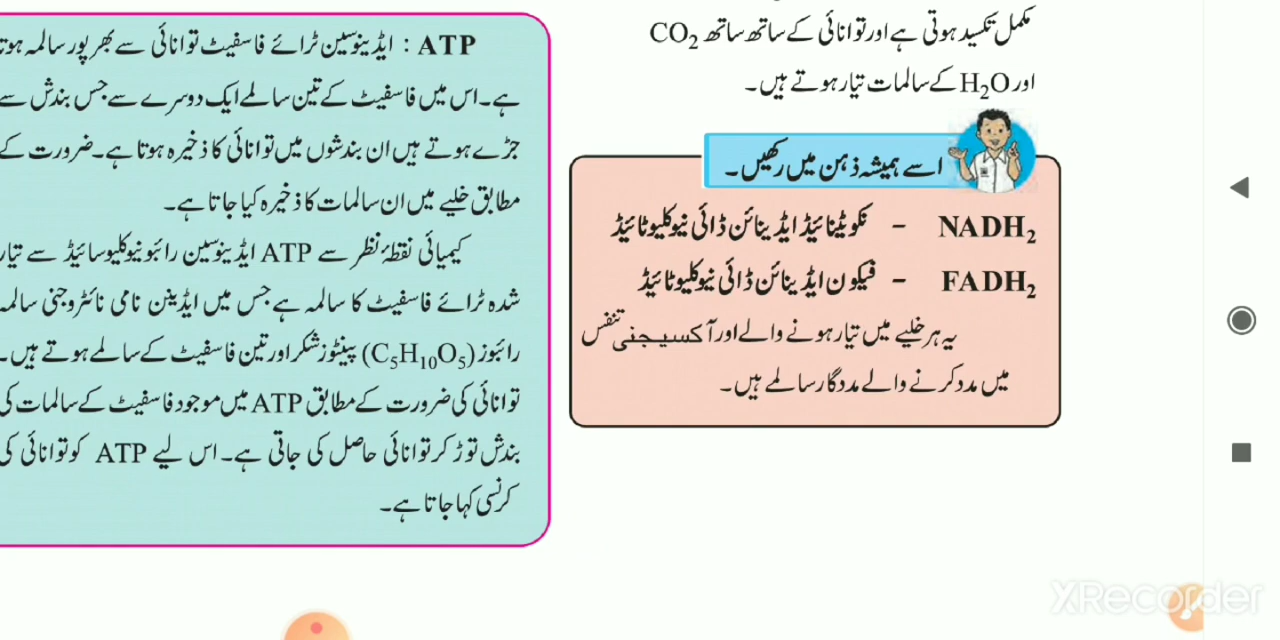 مکمل تکسید ہوتی ہے اور توانائی کے ساتھ ساتھ CO₂
اور H₂O کے سالمات تیار ہوتے ہیں۔
اسے ہمیشہ ذہن میں رکھیں۔
NADH₂ - نکوٹینائیڈ ایڈینائن ڈائی نیوکلیوٹائیڈ
FADH₂ - فیکون ایڈینائن ڈائی نیوکلیوٹائیڈ
یہ ہر خلیے میں تیار ہونے والے اور آکسیجنی تنفس
میں مدد کرنے والے مددگار سالمے ہیں۔
ATP : ایڈینوسین ٹرائے فاسفیٹ توانائی سے بھرپور سالمہ ہوتا
ہے۔ اس میں فاسفیٹ کے تین سالمے ایک دوسرے سے جس بندش سے
جڑے ہوتے ہیں ان بندشوں میں توانائی کا ذخیرہ ہوتا ہے۔ ضرورت کے
مطابق خلیے میں ان سالمات کا ذخیرہ کیا جاتا ہے۔
کیمیائی نقطۂ نظر سے ATP ایڈینوسین رائبونیوکلیوسائیڈ سے تیار
شدہ ٹرائے فاسفیٹ کا سالمہ ہے جس میں ایڈینن نامی نائٹروجنی سالمہ
رائبوز (C₅H₁₀O₅) پینٹوز شکر اور تین فاسفیٹ کے سالمے ہوتے ہیں۔
توانائی کی ضرورت کے مطابق ATP میں موجود فاسفیٹ کے سالمات کی
بندش توڑ کر توانائی حاصل کی جاتی ہے۔ اس لیے ATP کو توانائی کی
کرنسی کہا جاتا ہے۔
XRecorder